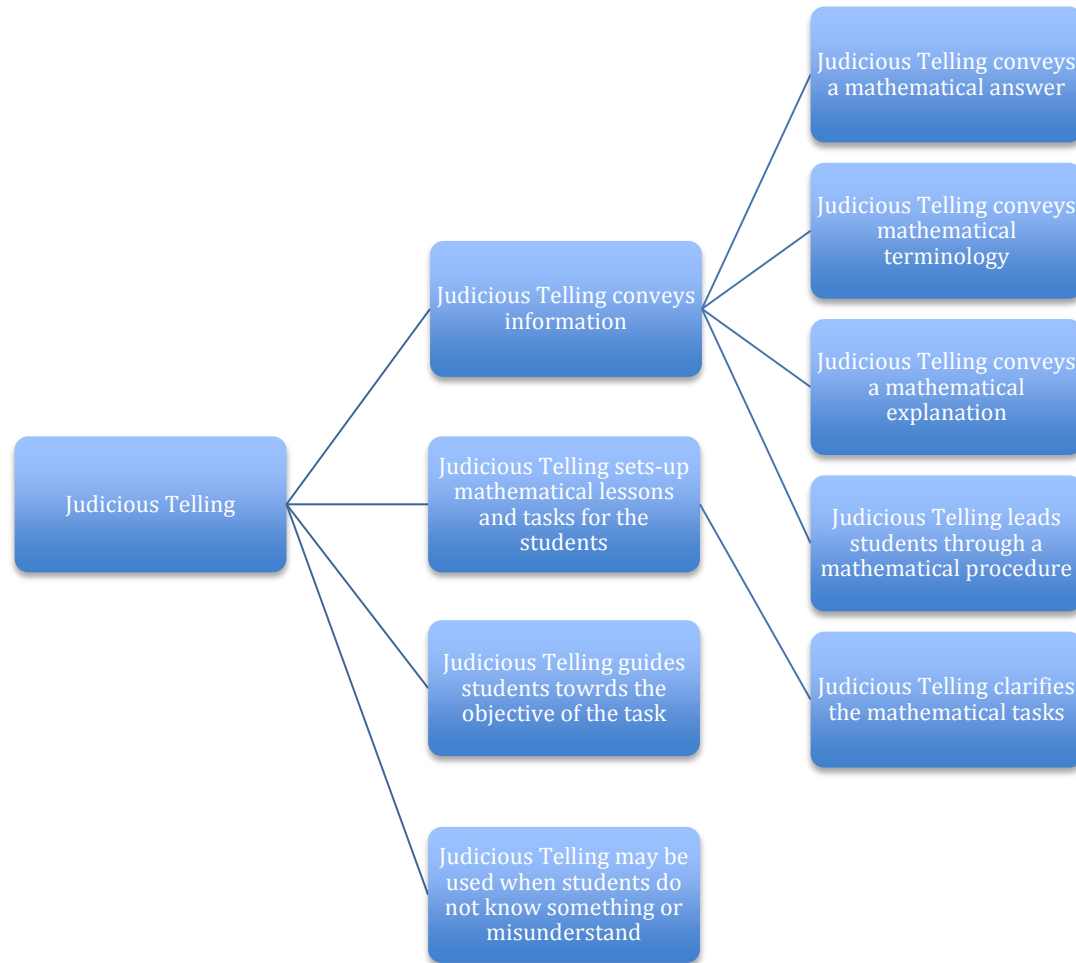 Judicious Telling
Judicious Telling conveys
information
Judicious Telling sets-up
mathematical lessons
and tasks for the
students
Judicious Telling guides
students towrds the
objective of the task
Judicious Telling may be
used when students do
not know something or
misunderstand
Judicious Telling conveys
a mathematical answer
Judicious Telling conveys
mathematical
terminology
Judicious Telling conveys
a mathematical
explanation
Judicious Telling leads
students through a
mathematical procedure
Judicious Telling clarifies
the mathematical tasks